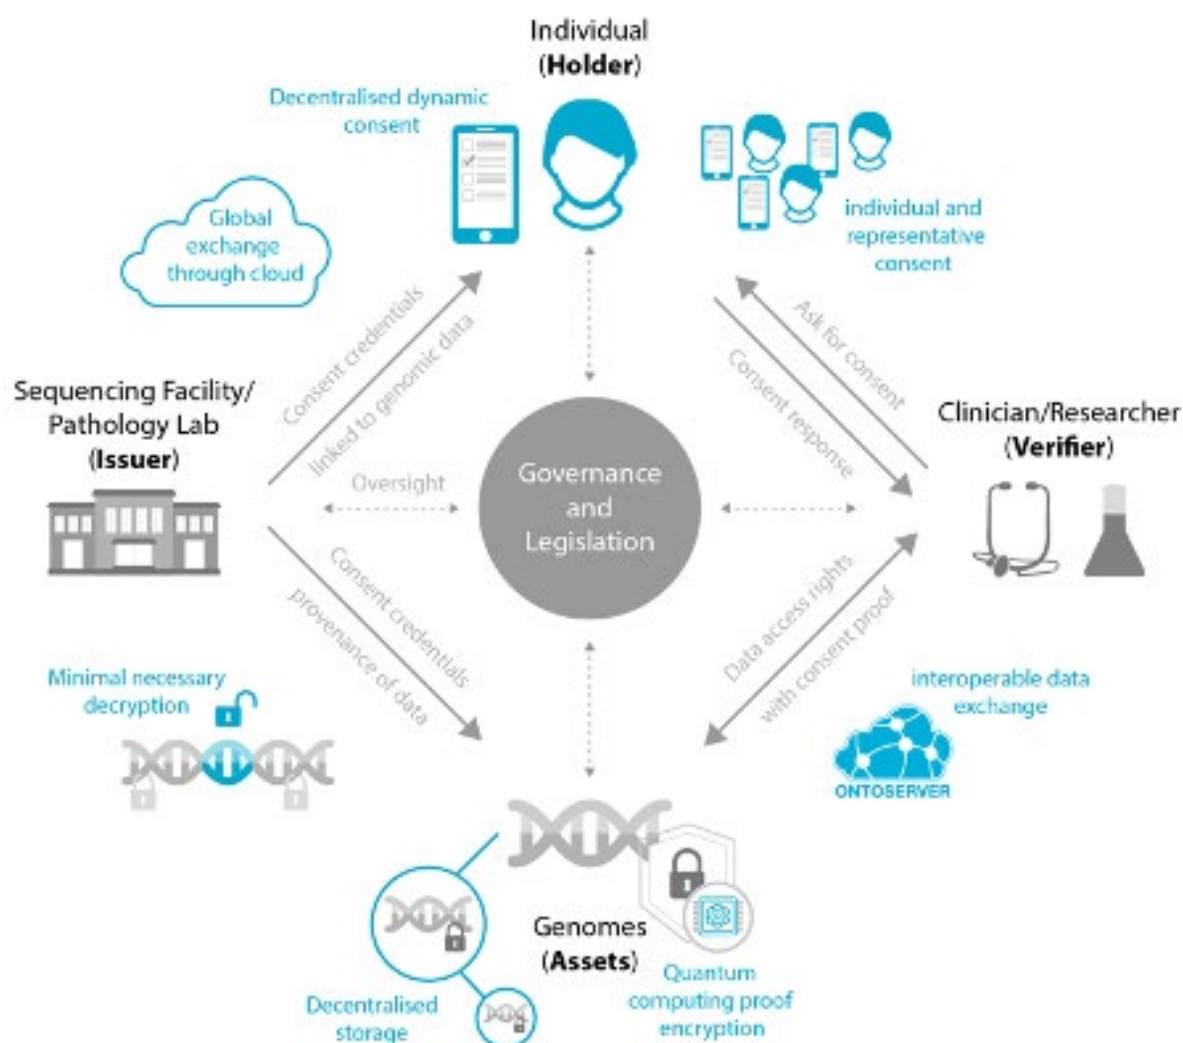 Individual
(Holder)
Decentralised dynamic
consent
Global
exchange
through cloud
individual and
representative
consent
Consent credentials
linked to genomic data
Ask for consent
Consent response
Sequencing Facility/
Pathology Lab
(Issuer)
Oversight
Governance
and
Legislation
Clinician/Researcher
(Verifier)
Consent credentials
provenance of data
Data access rights
with consent proof
Minimal necessary
decryption
interoperable data
exchange
ONTOSERVER
Genomes
(Assets)
Decentralised
storage
Quantum
computing proof
encryption